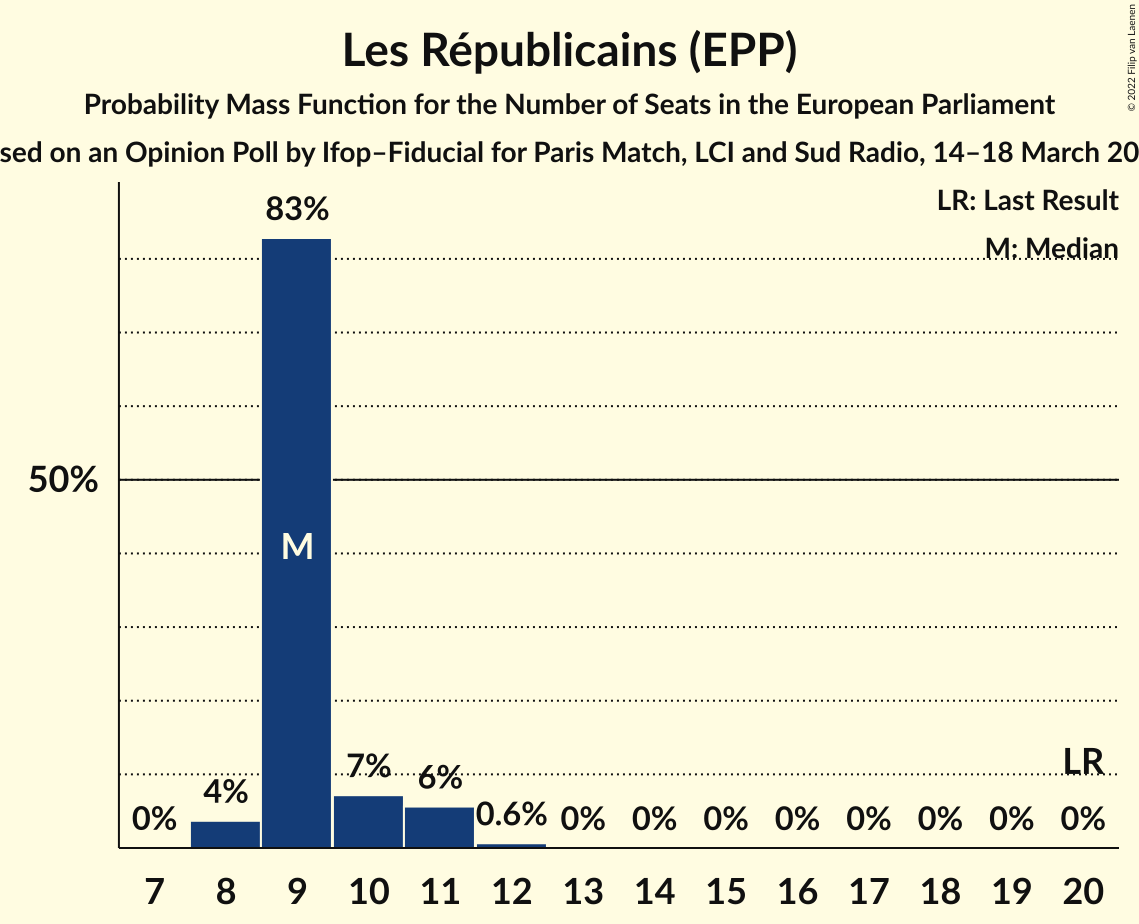 Les Républicains (EPP)
Probability Mass Function for the Number of Seats in the European Parliament
sed on an Opinion Poll by Ifop–Fiducial for Paris Match, LCI and Sud Radio, 14–18 March 20
© 2022 Filip van Laenen
LR: Last Result
M: Median
83%
50%
M
LR
0% 4% 7% 6% 0.6% 0% 0% 0% 0% 0% 0% 0% 0%
7 8 9 10 11 12 13 14 15 16 17 18 19 20